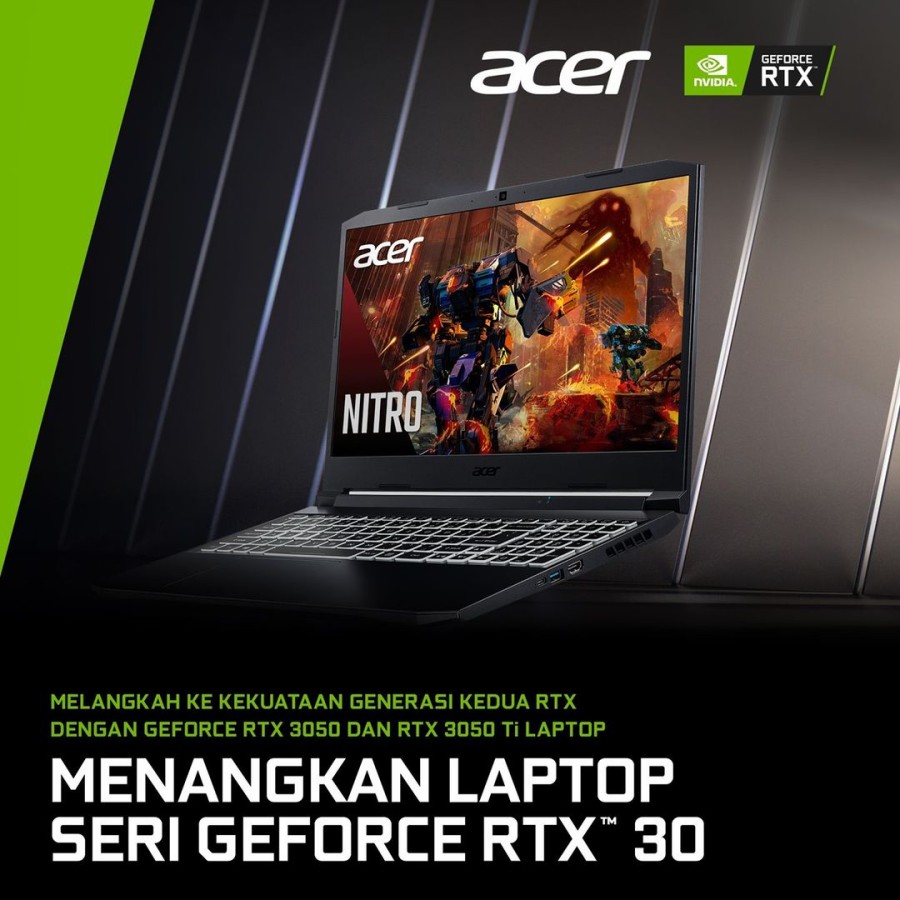 acer
NVIDIA.
GEFORCE
RTX™
acer
NITRO
acer
MELANGKAH KE KEKUATAAN GENERASI KEDUA RTX
DENGAN GEFORCE RTX 3050 DAN RTX 3050 Ti LAPTOP
MENANGKAN LAPTOP
SERI GEFORCE RTX™ 30